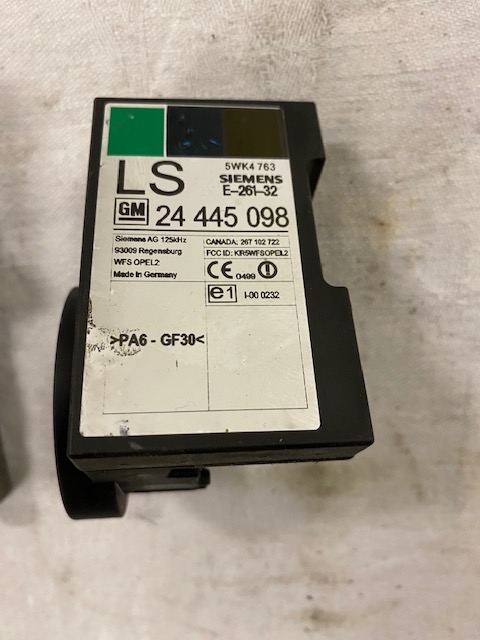 LS
5WK4 763
SIEMENS
E-261-32
GM 24 445 098
Siemens AG 125kHz
93009 Regensburg
WFS OPEL2
Made in Germany
CANADA: 267 102 722
FCC ID: KR5WFSOPEL2
CE 0499
e1 I-00 0232
>PA6 - GF30<